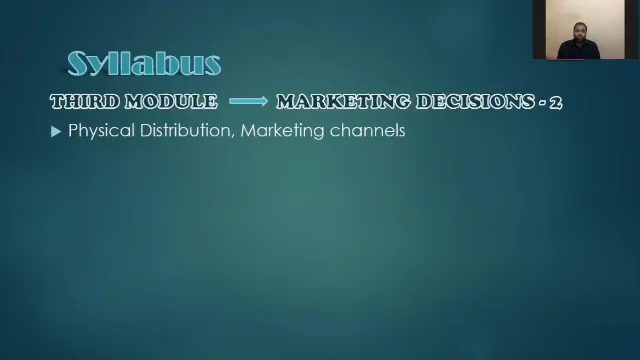 Syllabus
THIRD MODULE MARKETING DECISIONS - 2
Physical Distribution, Marketing channels